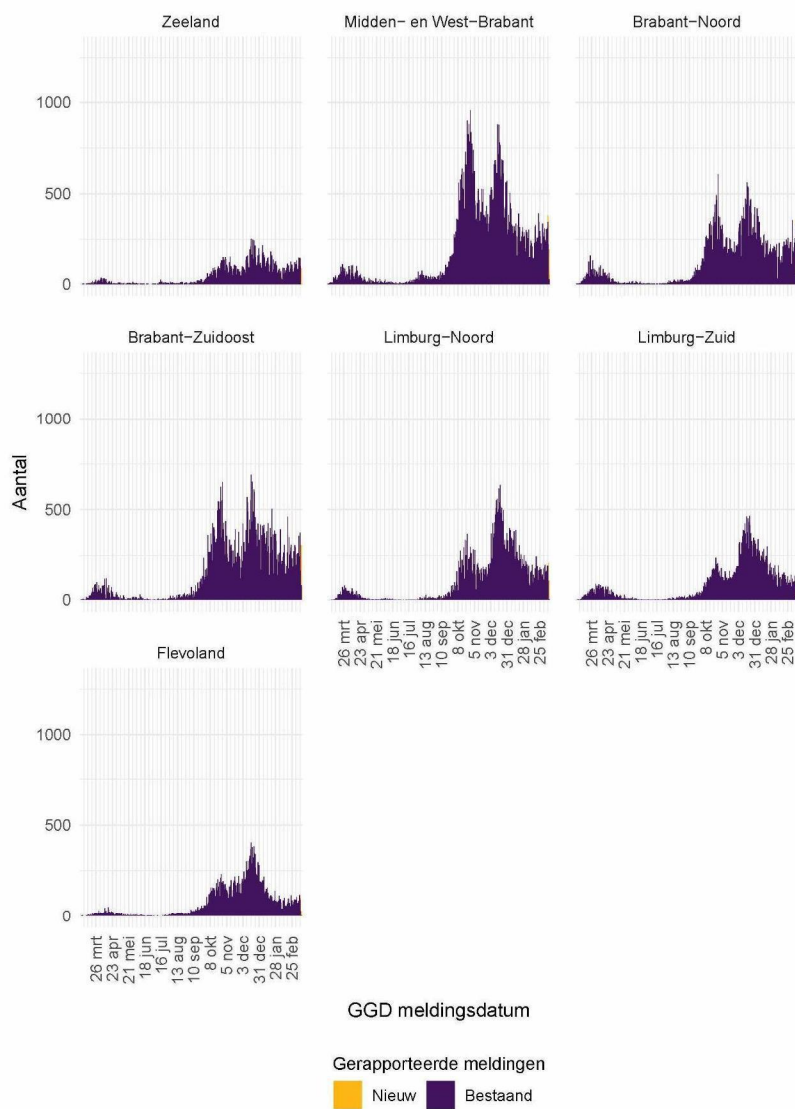 Zeeland
Midden- en West-Brabant
Brabant-Noord
1000
500
0
Brabant-Zuidoost
Limburg-Noord
Limburg-Zuid
Aantal
1000
500
0
26 mrt
23 apr
21 mei
18 jun
16 jul
13 aug
10 sep
8 okt
5 nov
3 dec
31 dec
28 jan
25 feb
26 mrt
23 apr
21 mei
18 jun
16 jul
13 aug
10 sep
8 okt
5 nov
3 dec
31 dec
28 jan
25 feb
Flevoland
1000
500
0
26 mrt
23 apr
21 mei
18 jun
16 jul
13 aug
10 sep
8 okt
5 nov
3 dec
31 dec
28 jan
25 feb
GGD meldingsdatum
Gerapporteerde meldingen
Nieuw
Bestaand